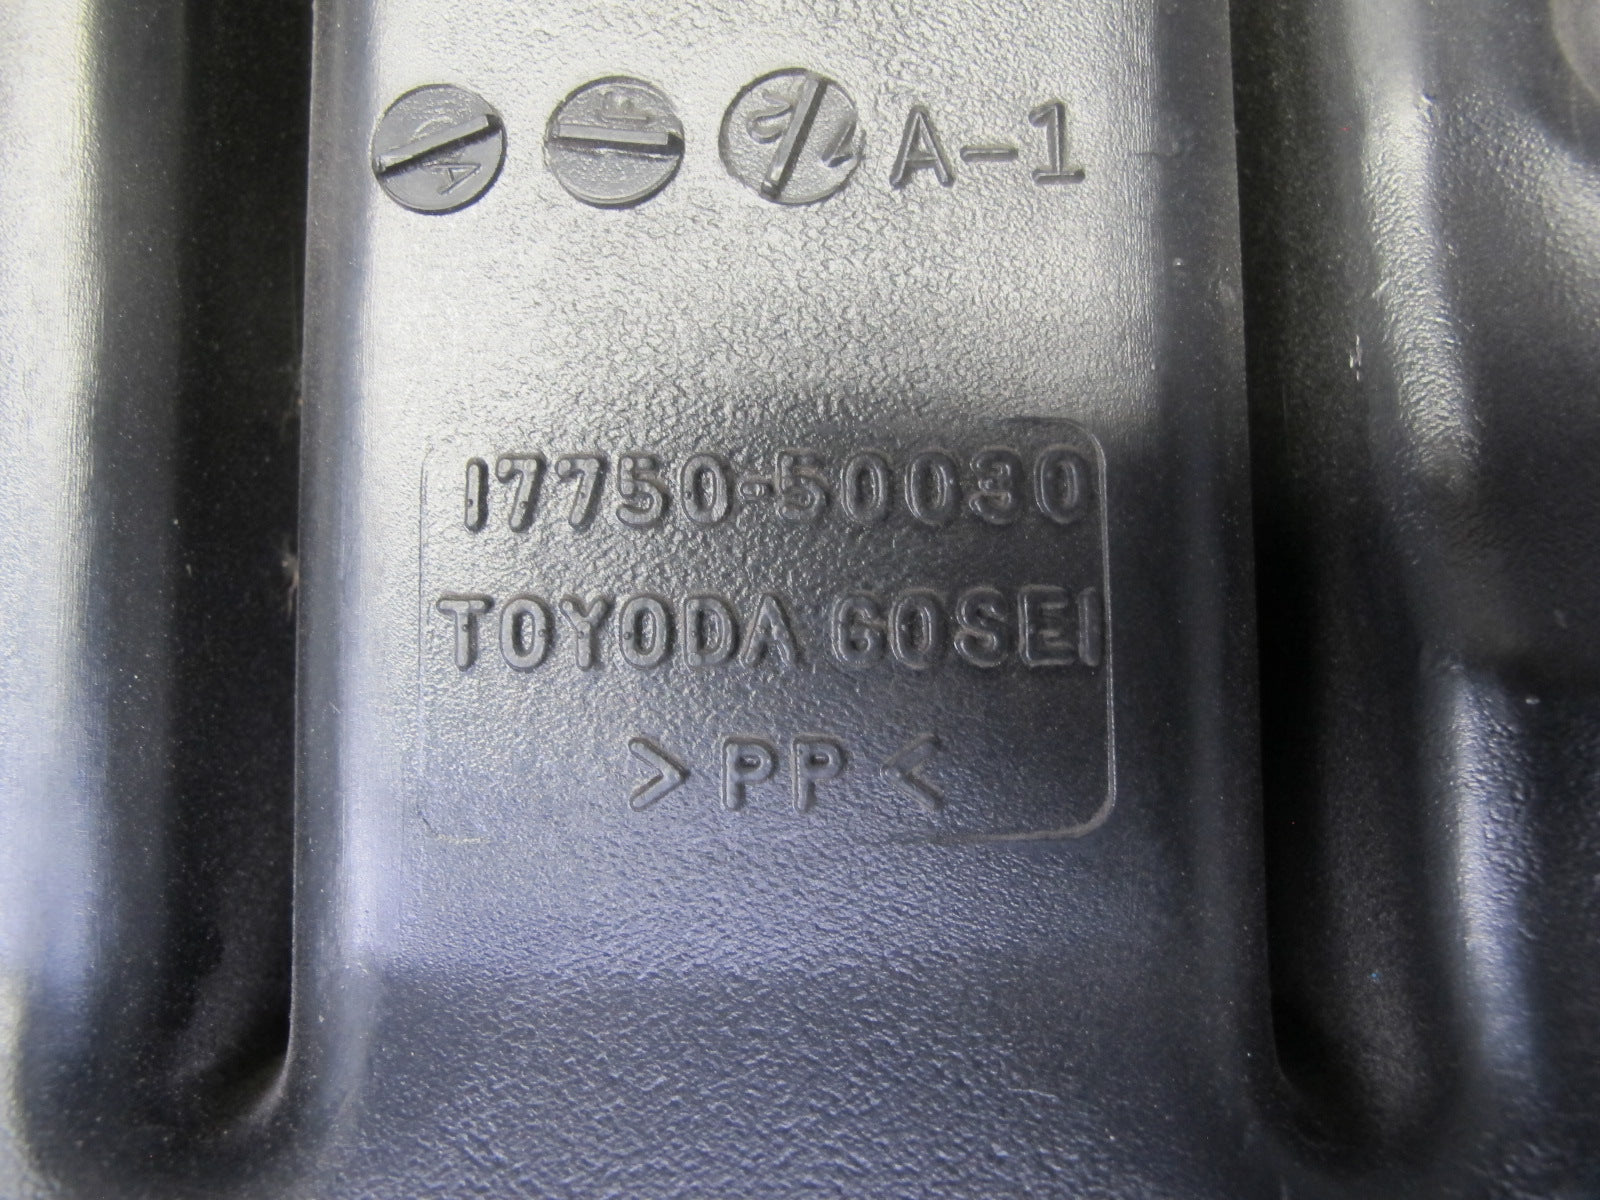 A-1
17750-50030
TOYODA GOSEI
>PP<